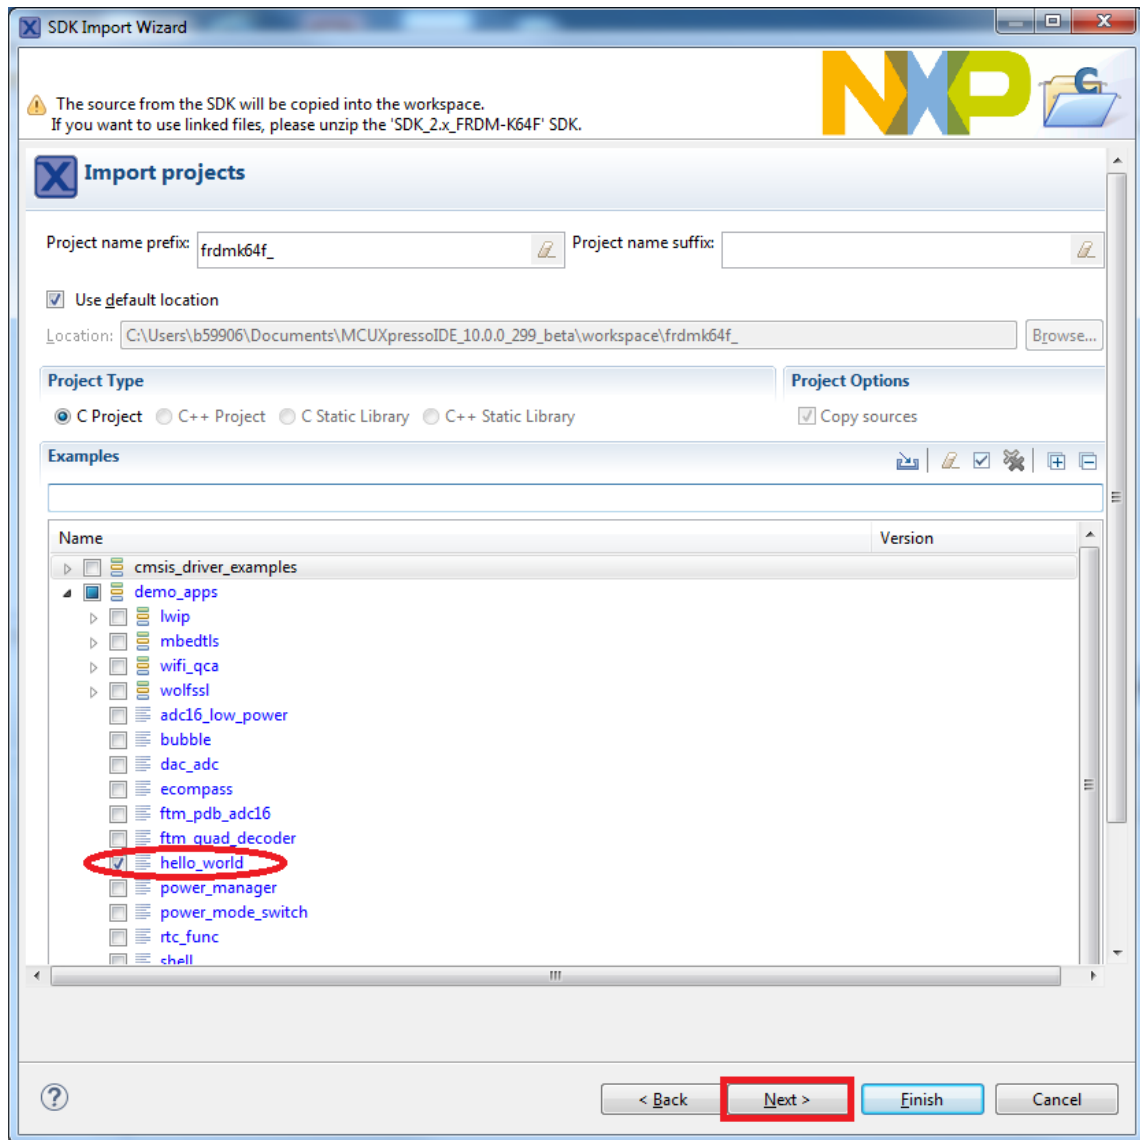 SDK Import Wizard
The source from the SDK will be copied into the workspace.
If you want to use linked files, please unzip the 'SDK_2.x_FRDM-K64F' SDK.
NXP
Import projects
Project name prefix: frdmk64f_ Project name suffix:
Use default location
Location: C:\Users\b59906\Documents\MCUXpressoIDE_10.0.0_299_beta\workspace\frdmk64f_ Browse...
Project Type Project Options
C Project C++ Project C Static Library C++ Static Library Copy sources
Examples
Name Version
cmsis_driver_examples
demo_apps
lwip
mbedtls
wifi_qca
wolfssl
adc16_low_power
bubble
dac_adc
ecompass
ftm_pdb_adc16
ftm_quad_decoder
hello_world
power_manager
power_mode_switch
rtc_func
shell
< Back Next > Finish Cancel